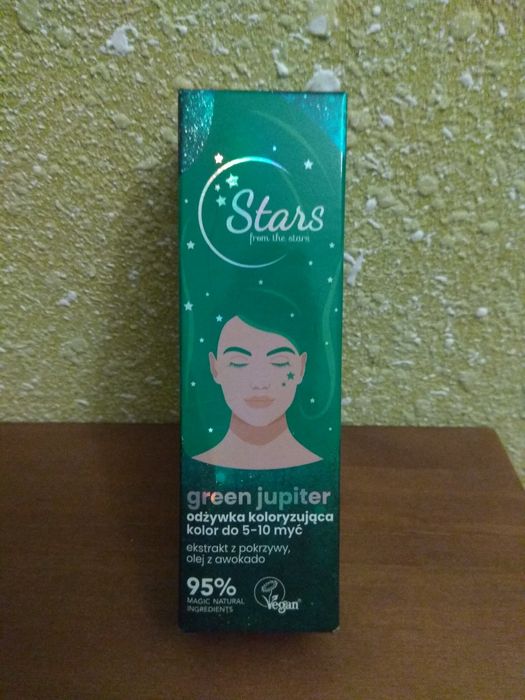 Stars
from the stars
green jupiter
odżywka koloryzująca
kolor do 5-10 myć
ekstrakt z pokrzywy,
olej z awokado
95%
MAGIC NATURAL
INGREDIENTS
Vegan